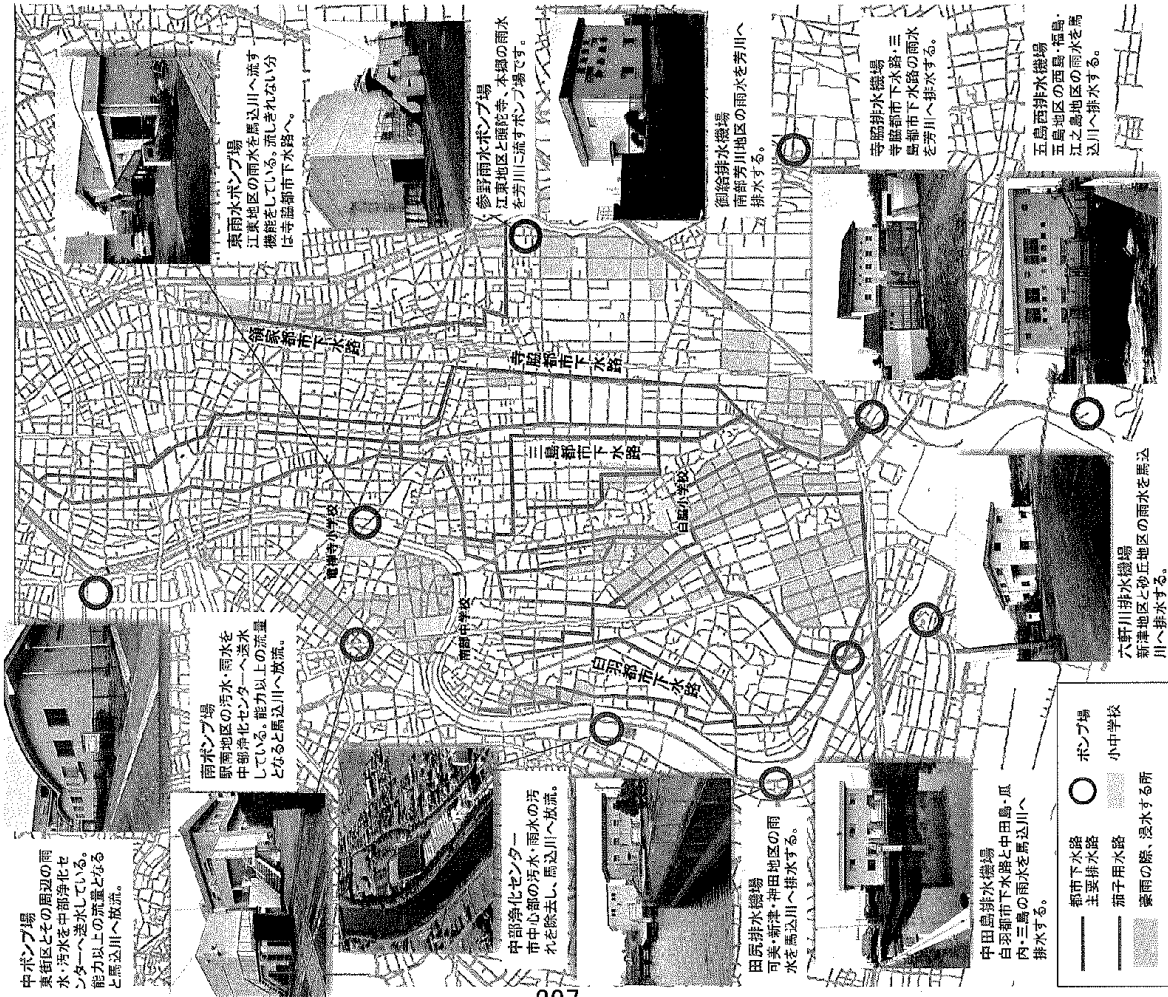 中ポンプ場
東街区とその周辺の雨
水・汚水を中部浄化セ
ンターへ送水している。
能力以上の流量となる
と馬込川へ放流。
南ポンプ場
駅南地区の汚水・雨水を
中部浄化センターへ送水
している。能力以上の流量
となると馬込川へ放流。
中部浄化センター
市中心部の汚水・雨水の汚
れを除去し、馬込川へ放流。
田尻排水機場
可美・新津・神田地区の雨
水を馬込川へ排水する。
中田島排水機場
白羽都市下水路と中田島・瓜
内・三島の雨水を馬込川へ
排水する。
東雨水ポンプ場
江東地区の雨水を馬込川へ流す
機能をしている。流しきれない分
は寺脇都市下水路へ。
参野雨水ポンプ場
江東地区と頭陀寺、本郷の雨水
を芳川に流すポンプ場です。
御給排水機場
南部芳川地区の雨水を芳川へ
排水する。
寺脇排水機場
寺脇都市下水路・三
島都市下水路の雨水
を芳川へ排水する。
五島西排水機場
五島地区の西島・福島・
江之島地区の雨水を馬
込川へ排水する。
六軒川排水機場
新津地区と砂丘地区の雨水を馬込
川へ排水する。
領家都市下水路
寺脇都市下水路
三島都市下水路
白羽都市下水路
竜禅寺小学校
南部中学校
白脇小学校
都市下水路
主要排水路
茄子用水路
豪雨の際、浸水する所
ポンプ場
小中学校